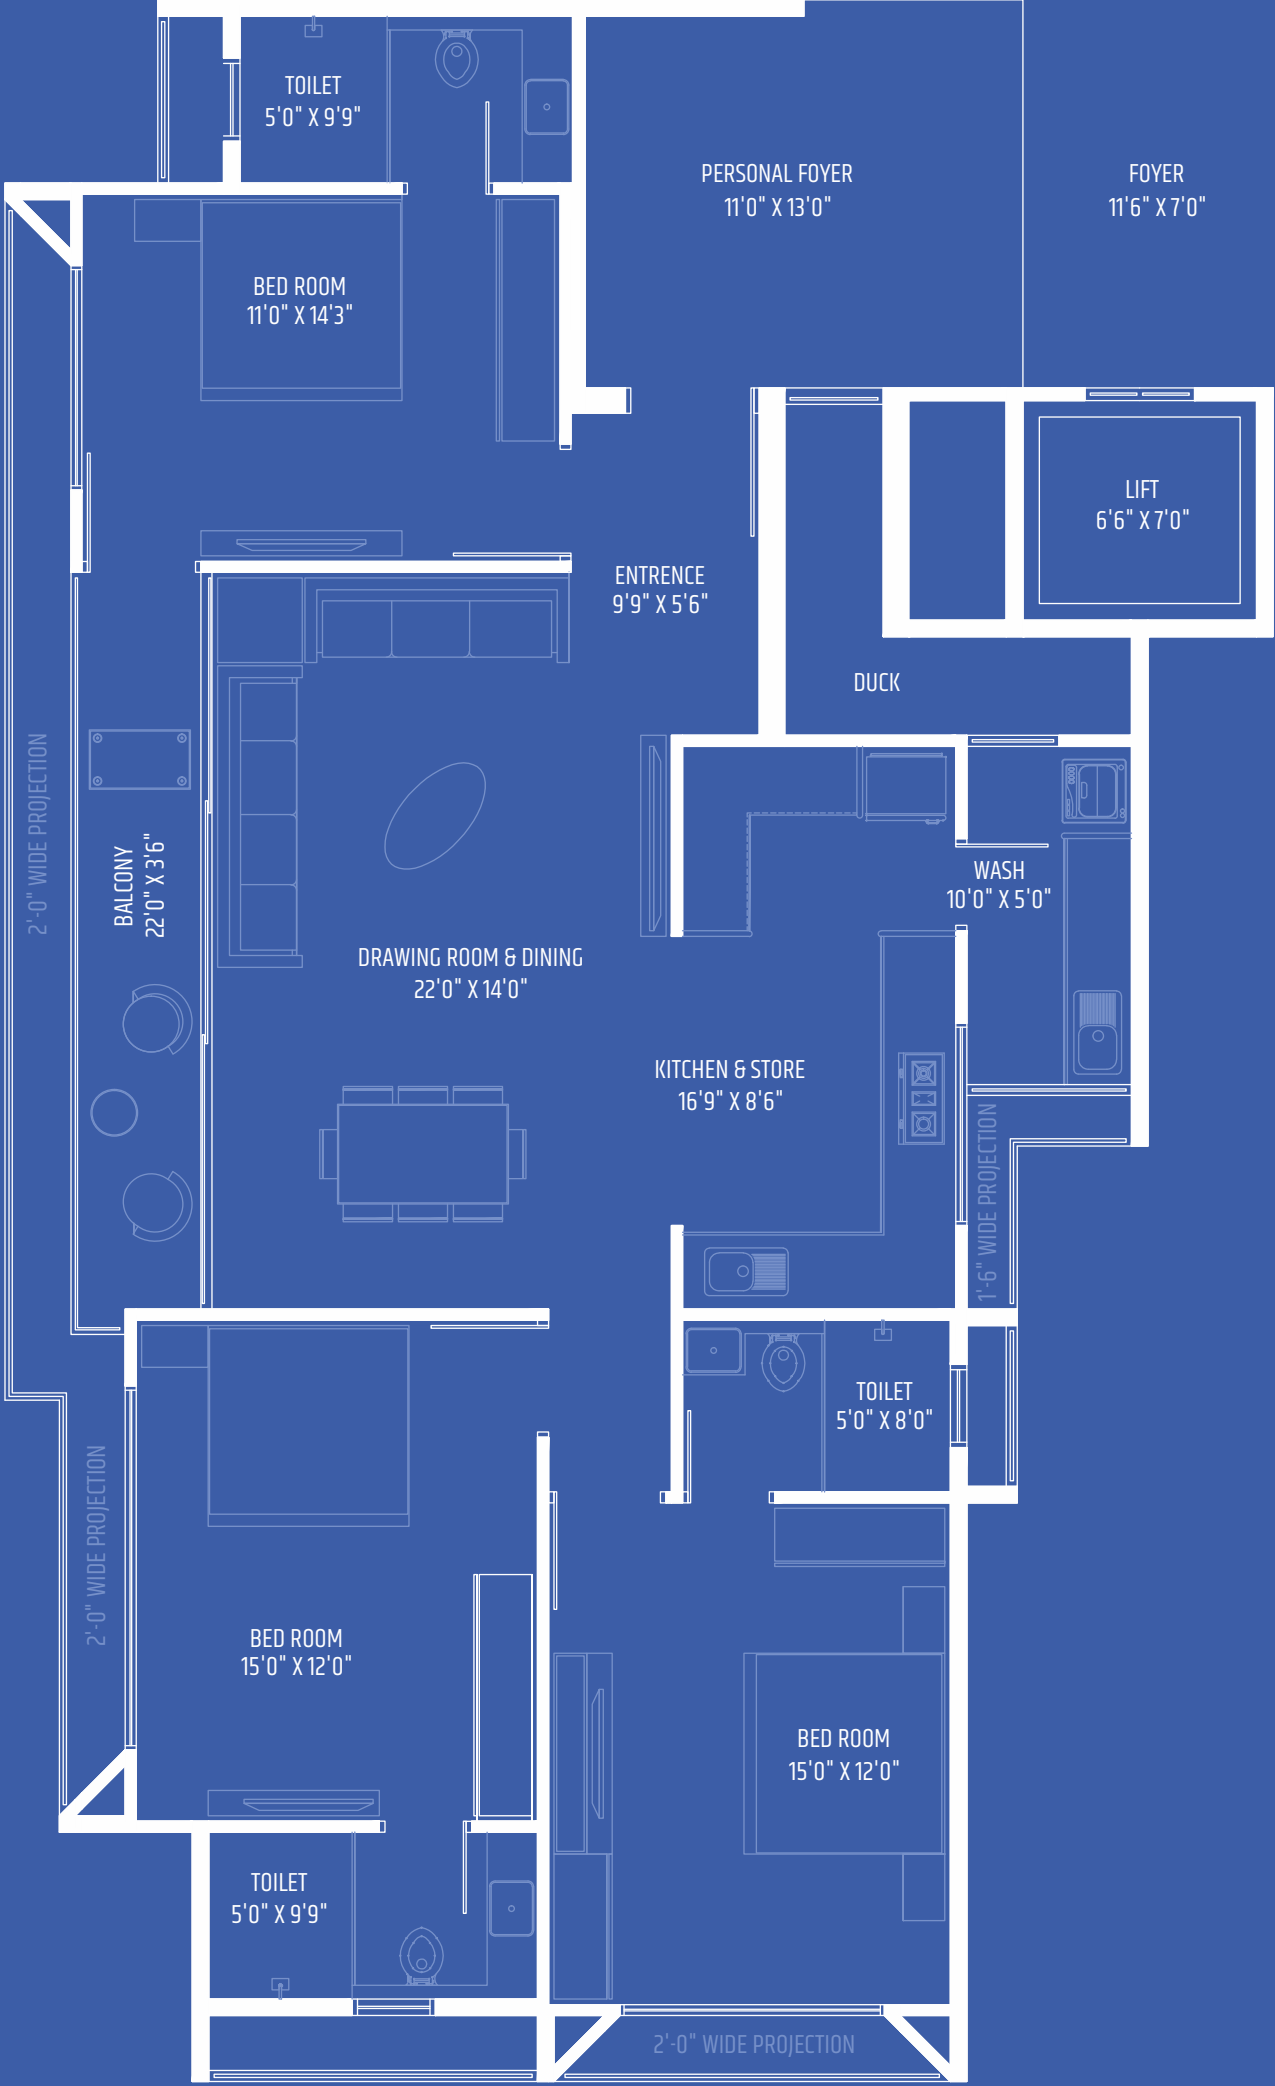 TOILET
5'0" X 9'9"
PERSONAL FOYER
11'0" X 13'0"
FOYER
11'6" X 7'0"
BED ROOM
11'0" X 14'3"
LIFT
6'6" X 7'0"
ENTRENCE
9'9" X 5'6"
DUCK
2'-0" WIDE PROJECTION
BALCONY
22'0" X 3'6"
WASH
10'0" X 5'0"
DRAWING ROOM & DINING
22'0" X 14'0"
KITCHEN & STORE
16'9" X 8'6"
1'-6" WIDE PROJECTION
TOILET
5'0" X 8'0"
2'-0" WIDE PROJECTION
BED ROOM
15'0" X 12'0"
BED ROOM
15'0" X 12'0"
TOILET
5'0" X 9'9"
2'-0" WIDE PROJECTION